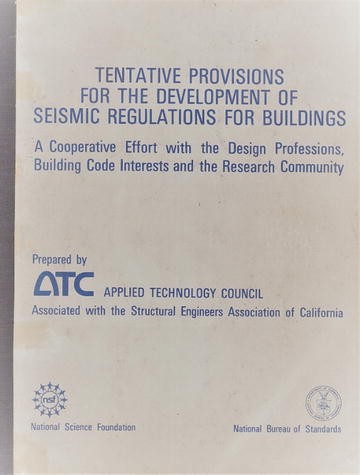 TENTATIVE PROVISIONS
FOR THE DEVELOPMENT OF
SEISMIC REGULATIONS FOR BUILDINGS
A Cooperative Effort with the Design Professions,
Building Code Interests and the Research Community
Prepared by
ATC APPLIED TECHNOLOGY COUNCIL
Associated with the Structural Engineers Association of California
nsf
National Science Foundation
National Bureau of Standards